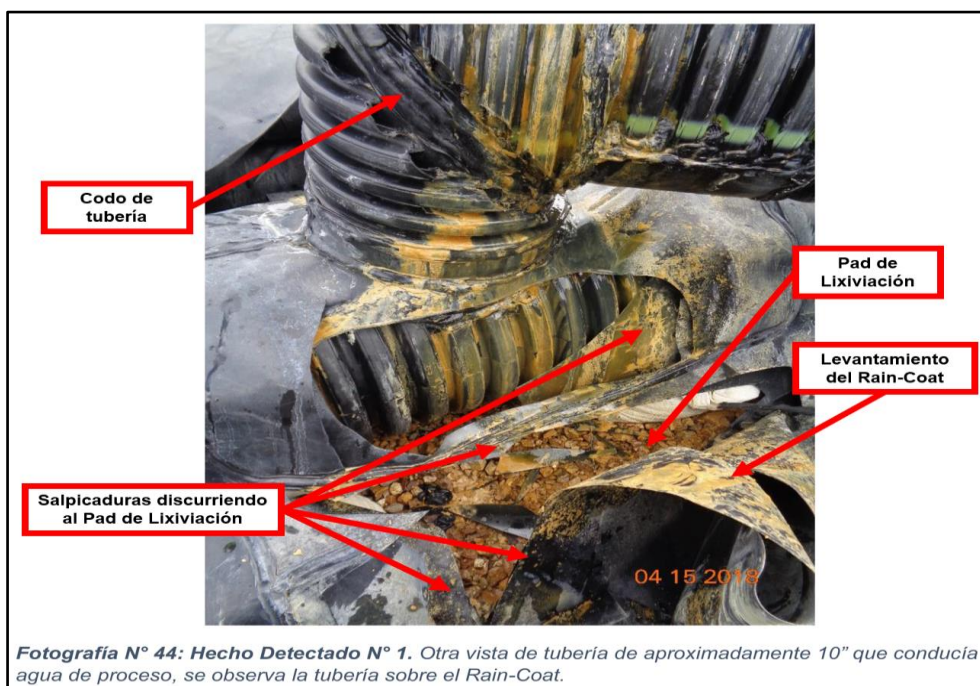 Codo de
tubería
Pad de
Lixiviación
Levantamiento
del Rain-Coat
Salpicaduras discurriendo
al Pad de Lixiviación
04 15 2018
Fotografía N° 44: Hecho Detectado N° 1. Otra vista de tubería de aproximadamente 10” que conducía
agua de proceso, se observa la tubería sobre el Rain-Coat.